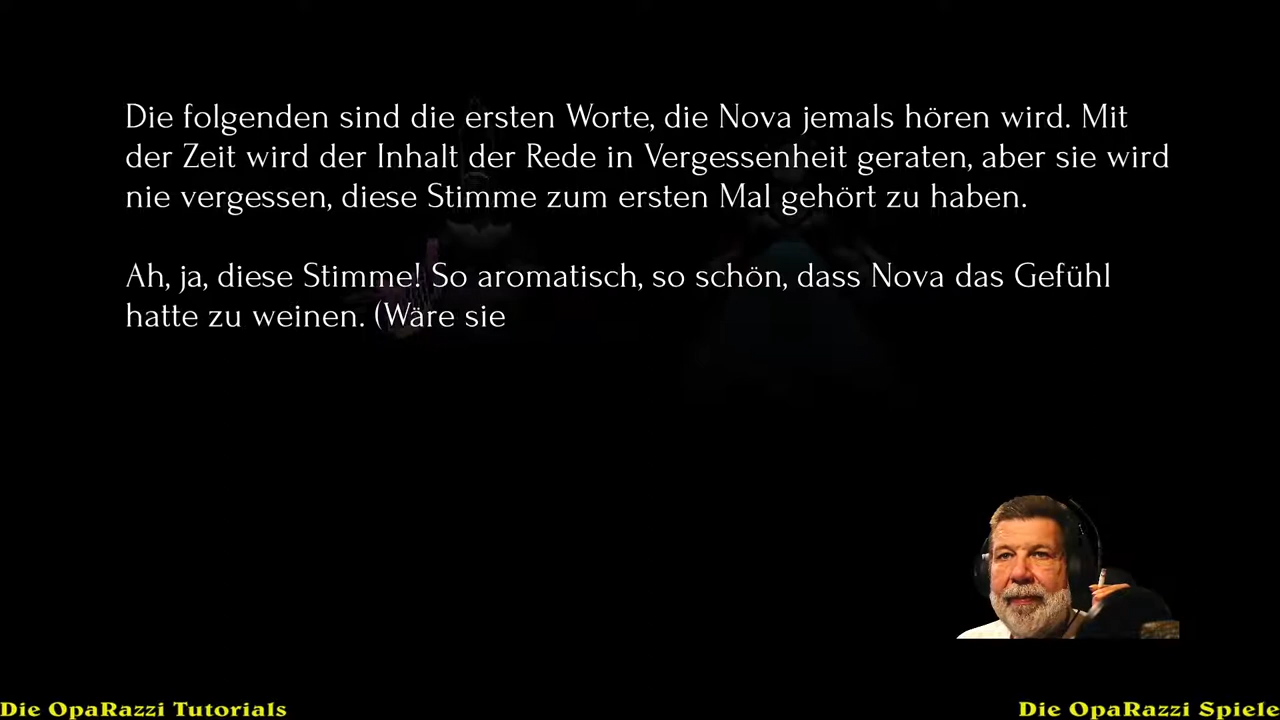 Die folgenden sind die ersten Worte, die Nova jemals hören wird. Mit
der Zeit wird der Inhalt der Rede in Vergessenheit geraten, aber sie wird
nie vergessen, diese Stimme zum ersten Mal gehört zu haben.
Ah, ja, diese Stimme! So aromatisch, so schön, dass Nova das Gefühl
hatte zu weinen. (Wäre sie
Die OpaRazzi Tutorials
Die OpaRazzi Spiele